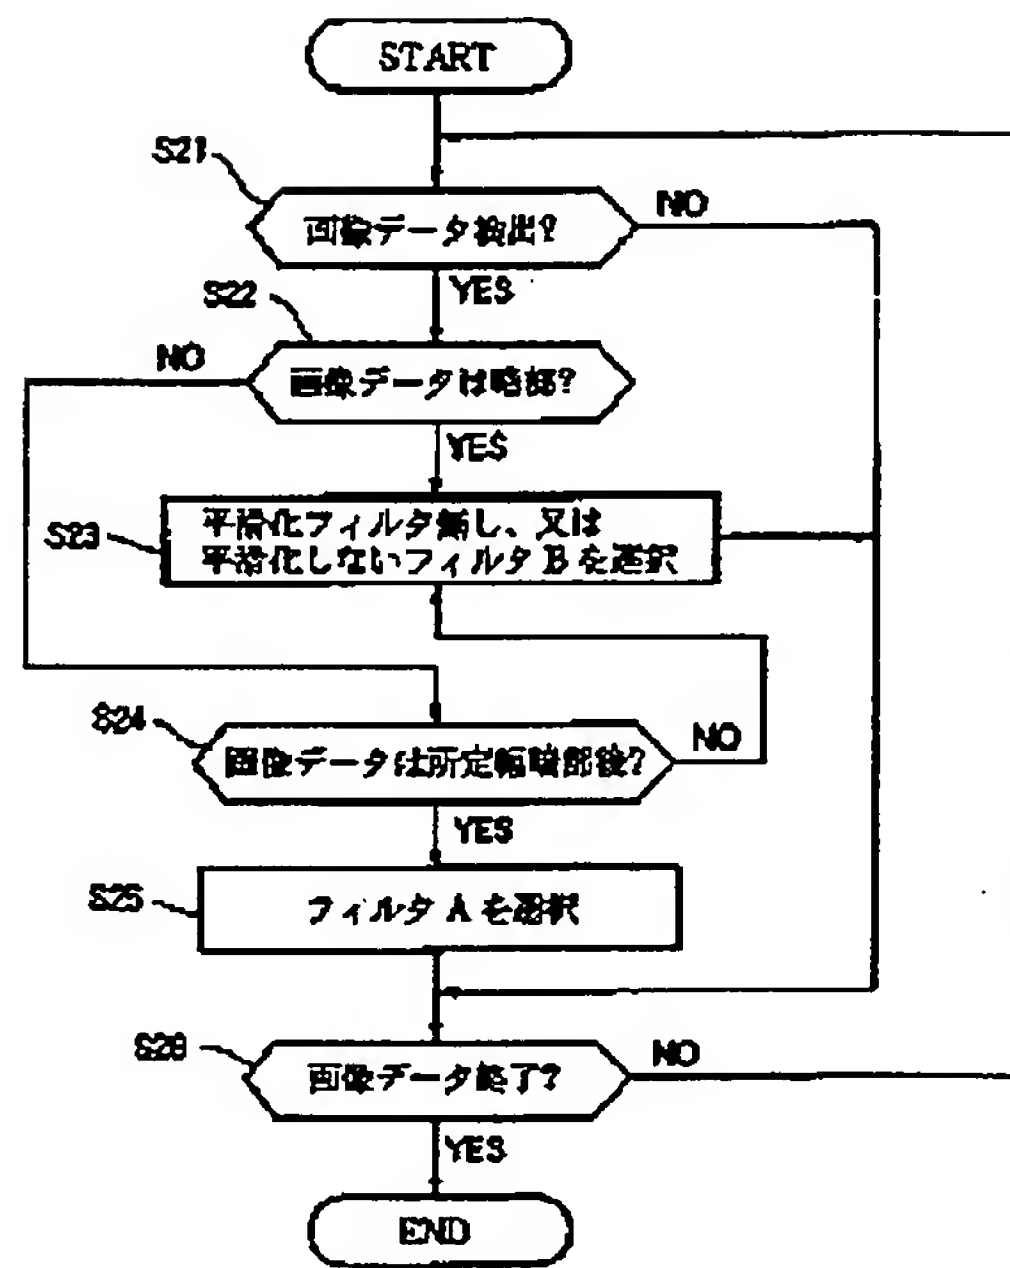 START
S21
画像データ検出?
NO
YES
S22
NO
画像データは暗部?
YES
S23
平滑化フィルタ無し、又は
平滑化しないフィルタ B を選択
S24
画像データは所定幅暗部後?
NO
YES
S25
フィルタ A を選択
S26
画像データ終了?
NO
YES
END